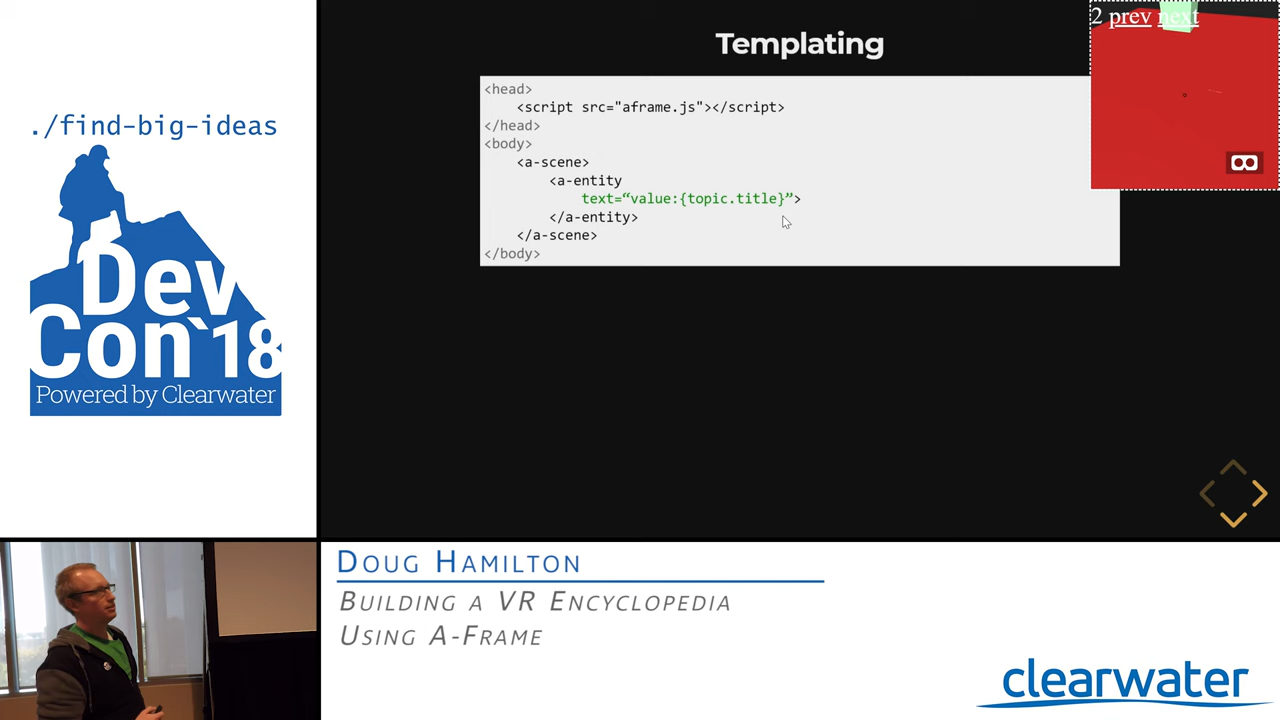 ./find-big-ideas
Dev
Con`18
Powered by Clearwater
Templating
<head>
<script src="aframe.js"></script>
</head>
<body>
<a-scene>
<a-entity
text=“value:{topic.title}”>
</a-entity>
</a-scene>
</body>
2 prev next
Doug Hamilton
Building a VR Encyclopedia
Using A-Frame
clearwater